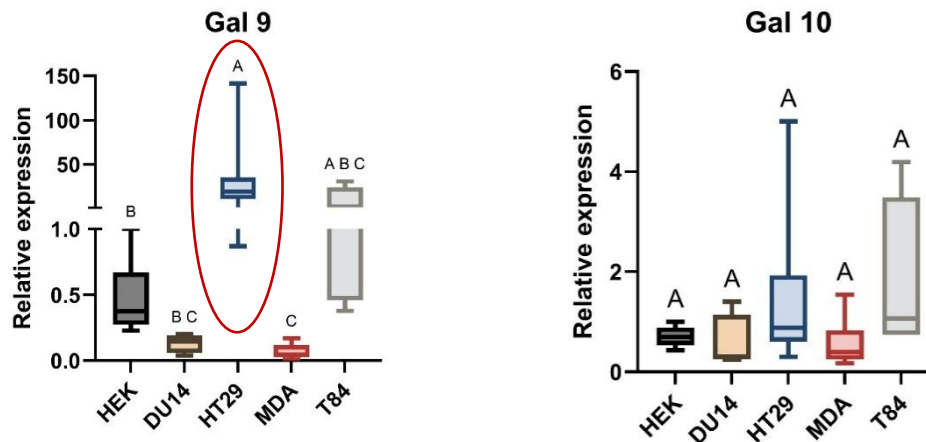 Gal 9
Relative expression
150
100
50
1.0
0.5
0.0
B
B C
A
C
A B C
HEK
DU14
HT29
MDA
T84
Gal 10
Relative expression
6
4
2
0
A
A
A
A
A
HEK
DU14
HT29
MDA
T84